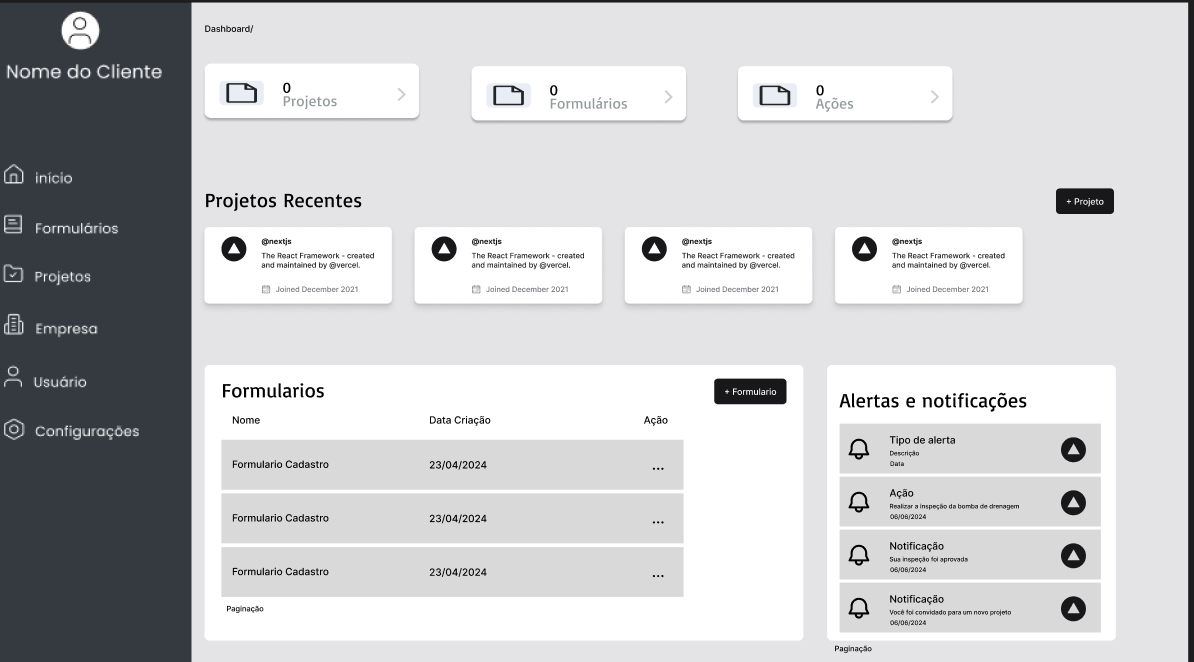 Nome do Cliente
início
Formulários
Projetos
Empresa
Usuário
Configurações
Dashboard/
0
Projetos
0
Formulários
0
Ações
Projetos Recentes
+ Projeto
@nextjs
The React Framework - created
and maintained by @vercel.
Joined December 2021
@nextjs
The React Framework - created
and maintained by @vercel.
Joined December 2021
@nextjs
The React Framework - created
and maintained by @vercel.
Joined December 2021
@nextjs
The React Framework - created
and maintained by @vercel.
Joined December 2021
Formularios
+ Formulario
Nome Data Criação Ação
Formulario Cadastro 23/04/2024 ...
Formulario Cadastro 23/04/2024 ...
Formulario Cadastro 23/04/2024 ...
Paginação
Alertas e notificações
Tipo de alerta
Descrição
Data
Ação
Realizar a inspeção da bomba de drenagem
06/06/2024
Notificação
Sua inspeção foi aprovada
06/06/2024
Notificação
Você foi convidado para um novo projeto
06/06/2024
Paginação